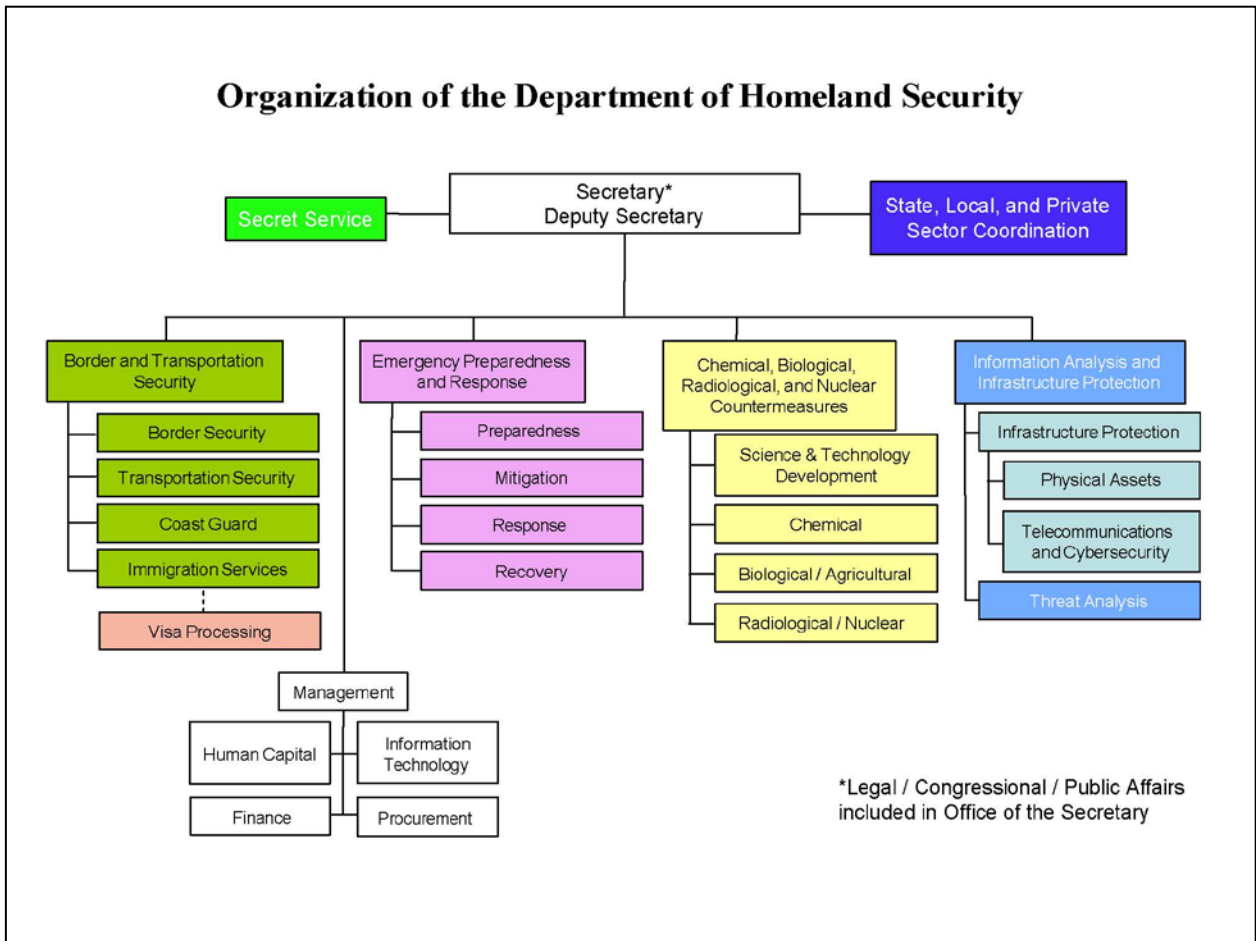 Organization of the Department of Homeland Security
Secretary*
Deputy Secretary
Secret Service
State, Local, and Private
Sector Coordination
Border and Transportation
Security
Border Security
Transportation Security
Coast Guard
Immigration Services
Visa Processing
Emergency Preparedness
and Response
Preparedness
Mitigation
Response
Recovery
Chemical, Biological,
Radiological, and Nuclear
Countermeasures
Science & Technology
Development
Chemical
Biological / Agricultural
Radiological / Nuclear
Information Analysis and
Infrastructure Protection
Infrastructure Protection
Physical Assets
Telecommunications
and Cybersecurity
Threat Analysis
Management
Human Capital
Information
Technology
Finance
Procurement
*Legal / Congressional / Public Affairs
included in Office of the Secretary